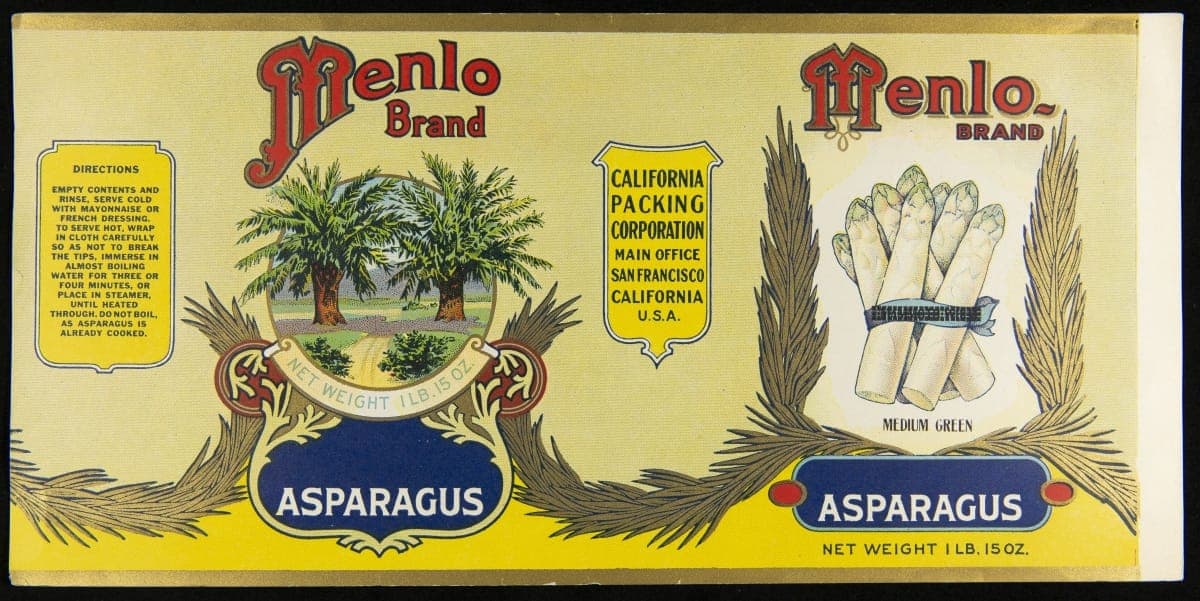 DIRECTIONS
EMPTY CONTENTS AND
RINSE, SERVE COLD
WITH MAYONNAISE OR
FRENCH DRESSING.
TO SERVE HOT, WRAP
IN CLOTH CAREFULLY
SO AS NOT TO BREAK
THE TIPS, IMMERSE IN
ALMOST BOILING
WATER FOR THREE OR
FOUR MINUTES, OR
PLACE IN STEAMER,
UNTIL HEATED
THROUGH. DO NOT BOIL,
AS ASPARAGUS IS
ALREADY COOKED.
Menlo
Brand
NET WEIGHT 1 LB. 15 OZ.
ASPARAGUS
CALIFORNIA
PACKING
CORPORATION
MAIN OFFICE
SAN FRANCISCO
CALIFORNIA
U.S.A.
Menlo
BRAND
MEDIUM GREEN
ASPARAGUS
NET WEIGHT 1 LB. 15 OZ.